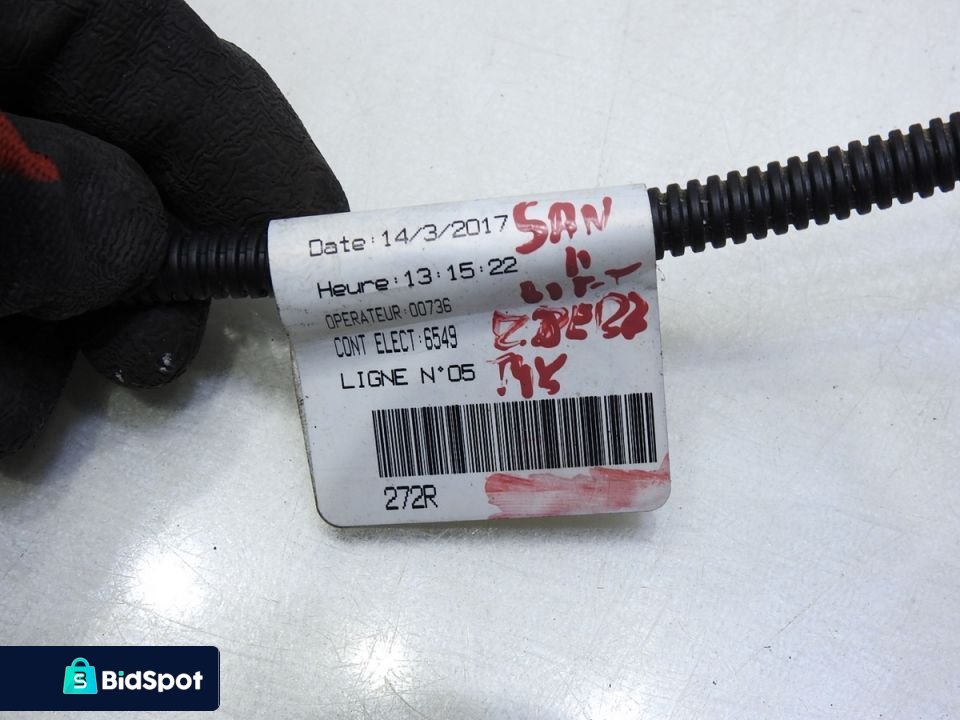 Date:14/3/2017
SAN
Heure:13:15:22
OPERATEUR:00736
CONT ELECT:6549
LIGNE N°05
272R
BidSpot